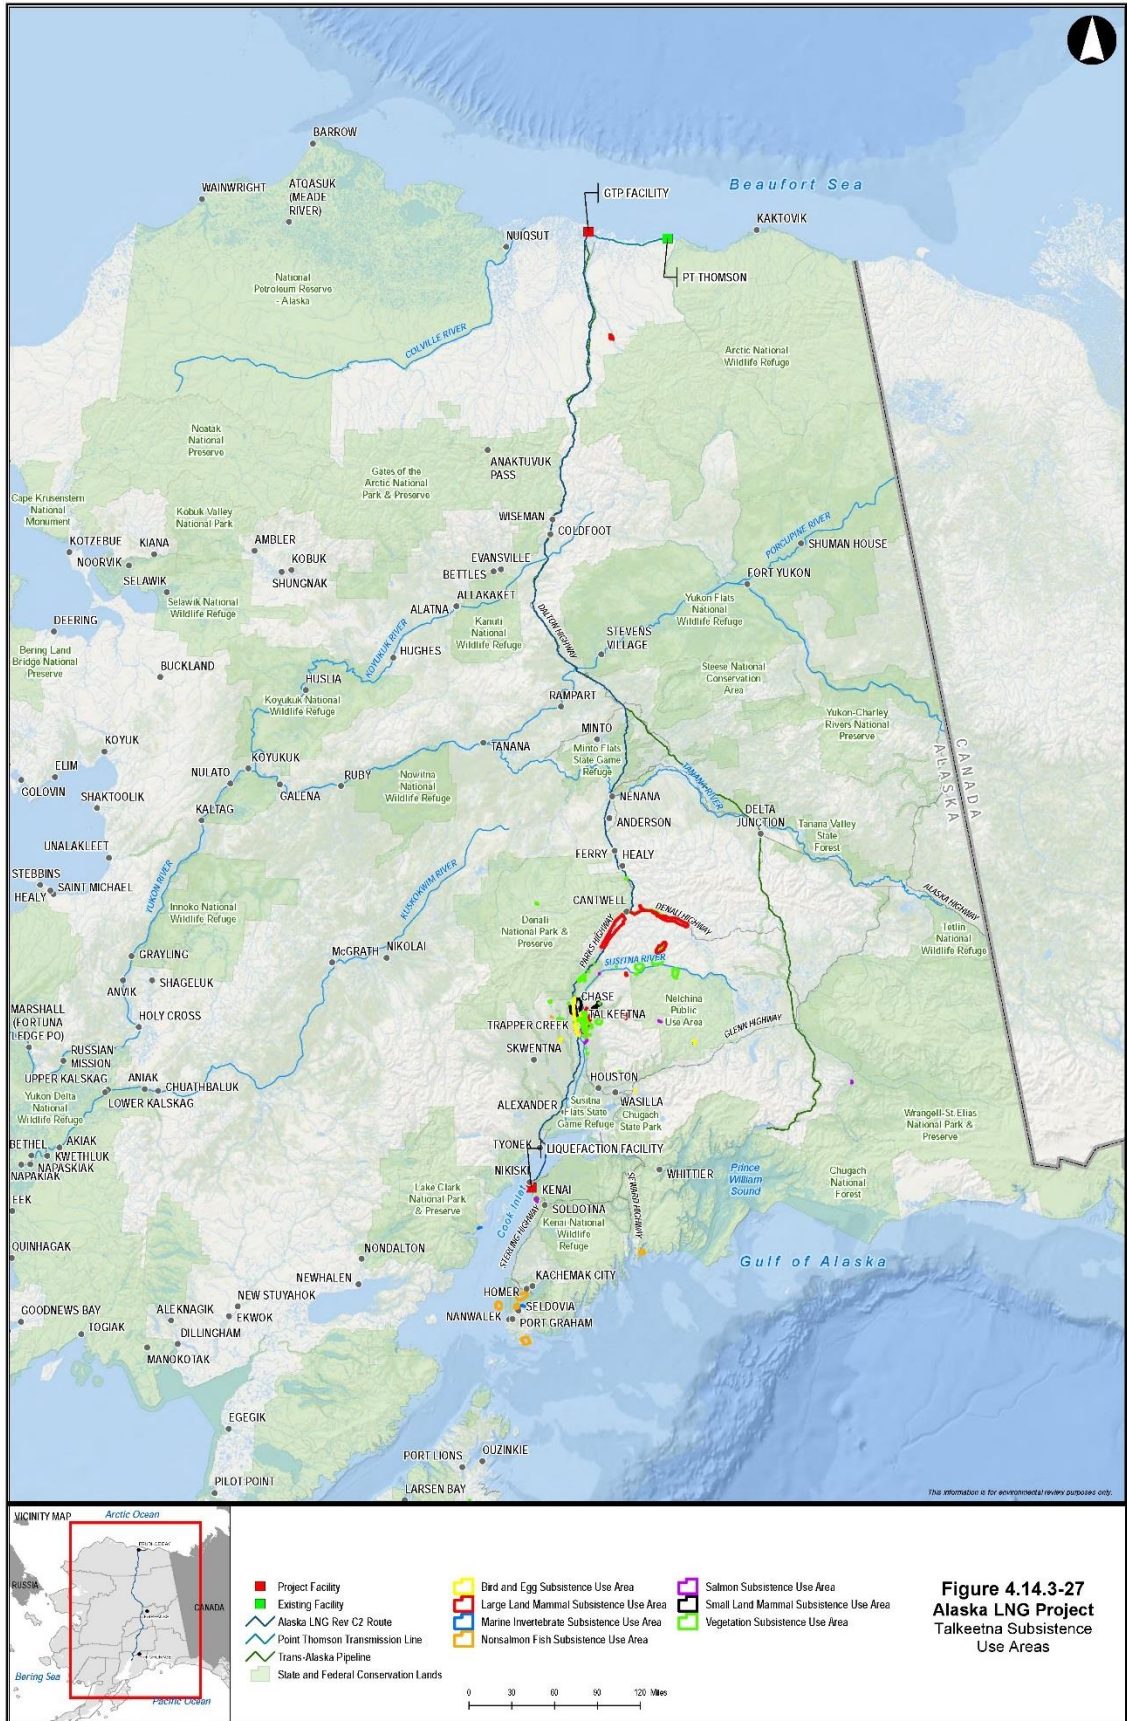 BARROW
WAINWRIGHT
ATQASUK
(MEADE
RIVER)
GTP FACILITY
Beaufort Sea
KAKTOVIK
NUIQSUT
National
Petroleum Reserve
- Alaska
PT THOMSON
COLVILLE RIVER
Arctic National
Wildlife Refuge
Noatak
National
Preserve
ANAKTUVUK
PASS
Gates of the
Arctic National
Park & Preserve
Cape Krusenstern
National
Monument
Kobuk Valley
National Park
WISEMAN
COLDFOOT
PORCUPINE RIVER
SHUMAN HOUSE
KOTZEBUE
KIANA
AMBLER
KOBUK
NOORVIK
SHUNGNAK
EVANSVILLE
BETTLES
FORT YUKON
SELAWIK
Selawik National
Wildlife Refuge
ALLAKAKET
ALATNA
DALTON HIGHWAY
Yukon Flats
National
Wildlife Refuge
DEERING
Kanuti
National
Wildlife Refuge
STEVENS
VILLAGE
Bering Land
Bridge National
Preserve
BUCKLAND
KOYUKUK RIVER
HUGHES
Steese National
Conservation
Area
HUSLIA
Koyukuk National
Wildlife Refuge
RAMPART
Yukon-Charley
Rivers National
Preserve
MINTO
Minto Flats
State Game
Refuge
KOYUK
TANANA
CANADA
ALASKA
ELIM
KOYUKUK
NULATO
RUBY
Nowitna
National
Wildlife Refuge
TANANA RIVER
GOLOVIN
GALENA
SHAKTOOLIK
KALTAG
NENANA
DELTA
JUNCTION
ANDERSON
Tanana Valley
State
Forest
UNALAKLEET
FERRY
HEALY
STEBBINS
SAINT MICHAEL
HEALY
YUKON RIVER
KUSKOKWIM RIVER
Innoko National
Wildlife Refuge
CANTWELL
DENALI HIGHWAY
ALASKA HIGHWAY
Denali
National Park &
Preserve
PARKS HIGHWAY
Tetlin
National
Wildlife
Refuge
NIKOLAI
McGRATH
GRAYLING
SUSITNA RIVER
SHAGELUK
ANVIK
CHASE
TALKEETNA
Nelchina
Public
Use Area
MARSHALL
(FORTUNA
LEDGE PO)
HOLY CROSS
TRAPPER CREEK
GLENN HIGHWAY
SKWENTNA
RUSSIAN
MISSION
UPPER KALSKAG
ANIAK
CHUATHBALUK
HOUSTON
LOWER KALSKAG
Yukon Delta
National
Wildlife Refuge
ALEXANDER
Susitna
Flats State
Game Refuge
WASILLA
Chugach
State Park
Wrangell-St.Elias
National Park &
Preserve
BETHEL
AKIAK
KWETHLUK
NAPASKIAK
NAPAKIAK
TYONEK
LIQUEFACTION FACILITY
NIKISKI
WHITTIER
Prince
William
Sound
Chugach
National
Forest
EEK
Lake Clark
National Park
& Preserve
Cook Inlet
KENAI
SOLDOTNA
Kenai National
Wildlife
Refuge
STERLING HIGHWAY
SEWARD HIGHWAY
QUINHAGAK
NONDALTON
Gulf of Alaska
NEWHALEN
KACHEMAK CITY
HOMER
NEW STUYAHOK
GOODNEWS BAY
ALEKNAGIK
EKWOK
SELDOVIA
NANWALEK
PORT GRAHAM
TOGIAK
DILLINGHAM
MANOKOTAK
EGEGIK
PORT LIONS
OUZINKIE
PILOT POINT
LARSEN BAY
This information is for environmental review purposes only.
VICINITY MAP
Arctic Ocean
RUSSIA
CANADA
Bering Sea
Pacific Ocean
Project Facility
Existing Facility
Alaska LNG Rev C2 Route
Point Thomson Transmission Line
Trans-Alaska Pipeline
State and Federal Conservation Lands
Bird and Egg Subsistence Use Area
Large Land Mammal Subsistence Use Area
Marine Invertebrate Subsistence Use Area
Nonsalmon Fish Subsistence Use Area
Salmon Subsistence Use Area
Small Land Mammal Subsistence Use Area
Vegetation Subsistence Use Area
0 30 60 90 120 Miles
Figure 4.14.3-27
Alaska LNG Project
Talkeetna Subsistence
Use Areas